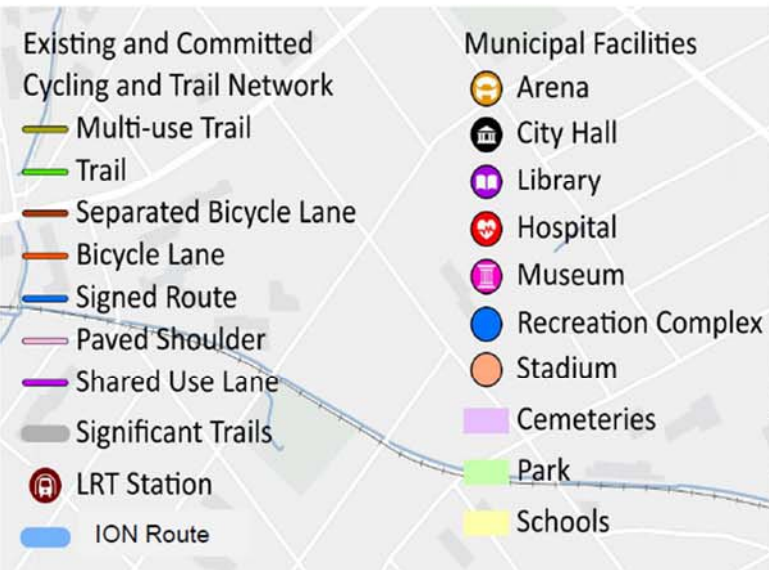 Existing and Committed
Cycling and Trail Network
Multi-use Trail
Trail
Separated Bicycle Lane
Bicycle Lane
Signed Route
Paved Shoulder
Shared Use Lane
Significant Trails
LRT Station
ION Route
Municipal Facilities
Arena
City Hall
Library
Hospital
Museum
Recreation Complex
Stadium
Cemeteries
Park
Schools